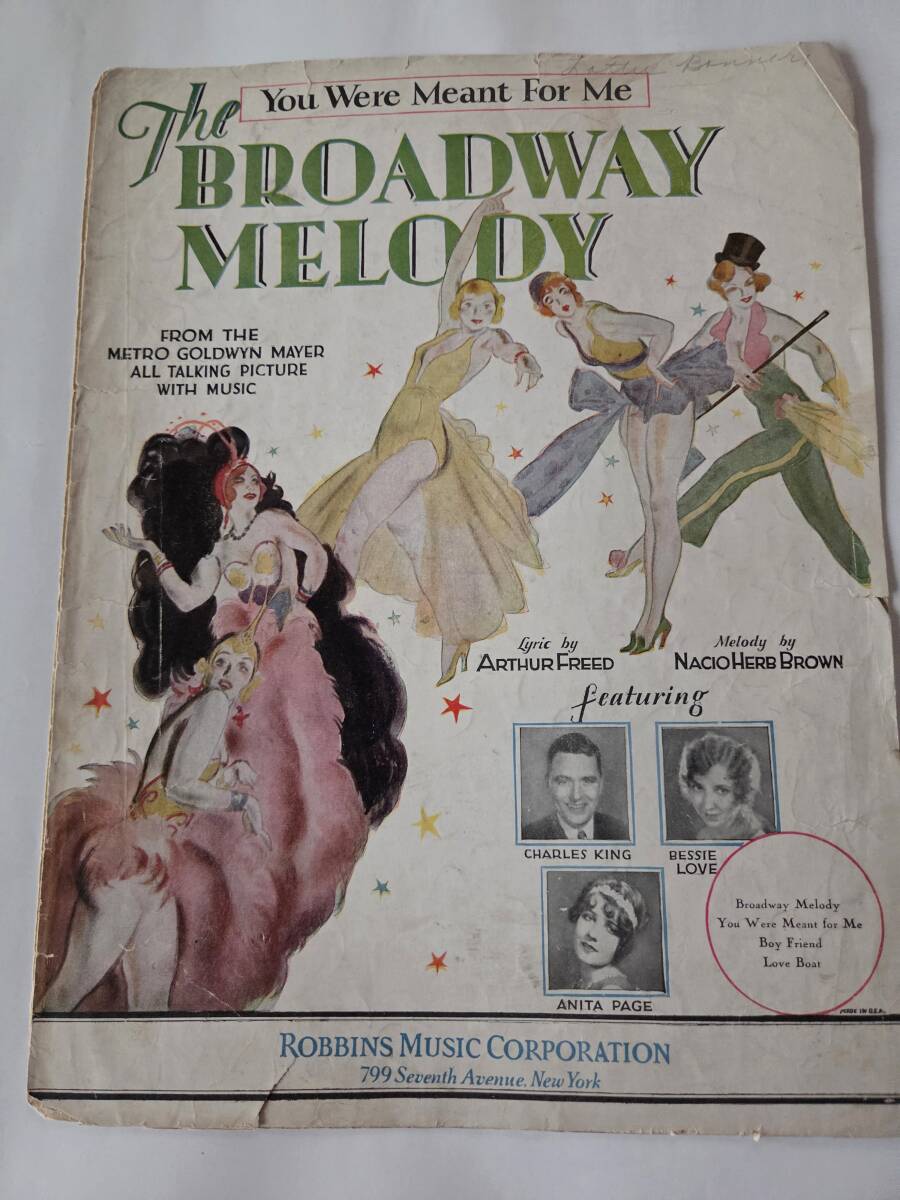 Bonner
You Were Meant For Me
The
BROADWAY
MELODY
FROM THE
METRO GOLDWYN MAYER
ALL TALKING PICTURE
WITH MUSIC
Lyric by
ARTHUR FREED
Melody by
NACIO HERB BROWN
featuring
CHARLES KING
BESSIE
LOVE
ANITA PAGE
Broadway Melody
You Were Meant for Me
Boy Friend
Love Boat
MADE IN U.S.A.
ROBBINS MUSIC CORPORATION
799 Seventh Avenue, New York